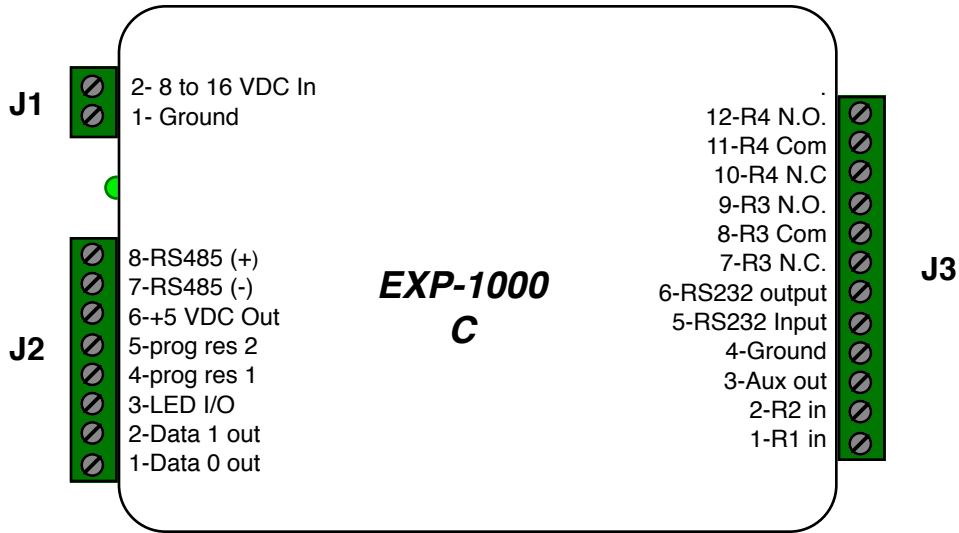 J1
2- 8 to 16 VDC In
1- Ground
J2
8-RS485 (+)
7-RS485 (-)
6-+5 VDC Out
5-prog res 2
4-prog res 1
3-LED I/O
2-Data 1 out
1-Data 0 out
EXP-1000
C
.
12-R4 N.O.
11-R4 Com
10-R4 N.C
9-R3 N.O.
8-R3 Com
7-R3 N.C.
6-RS232 output
5-RS232 Input
4-Ground
3-Aux out
2-R2 in
1-R1 in
J3